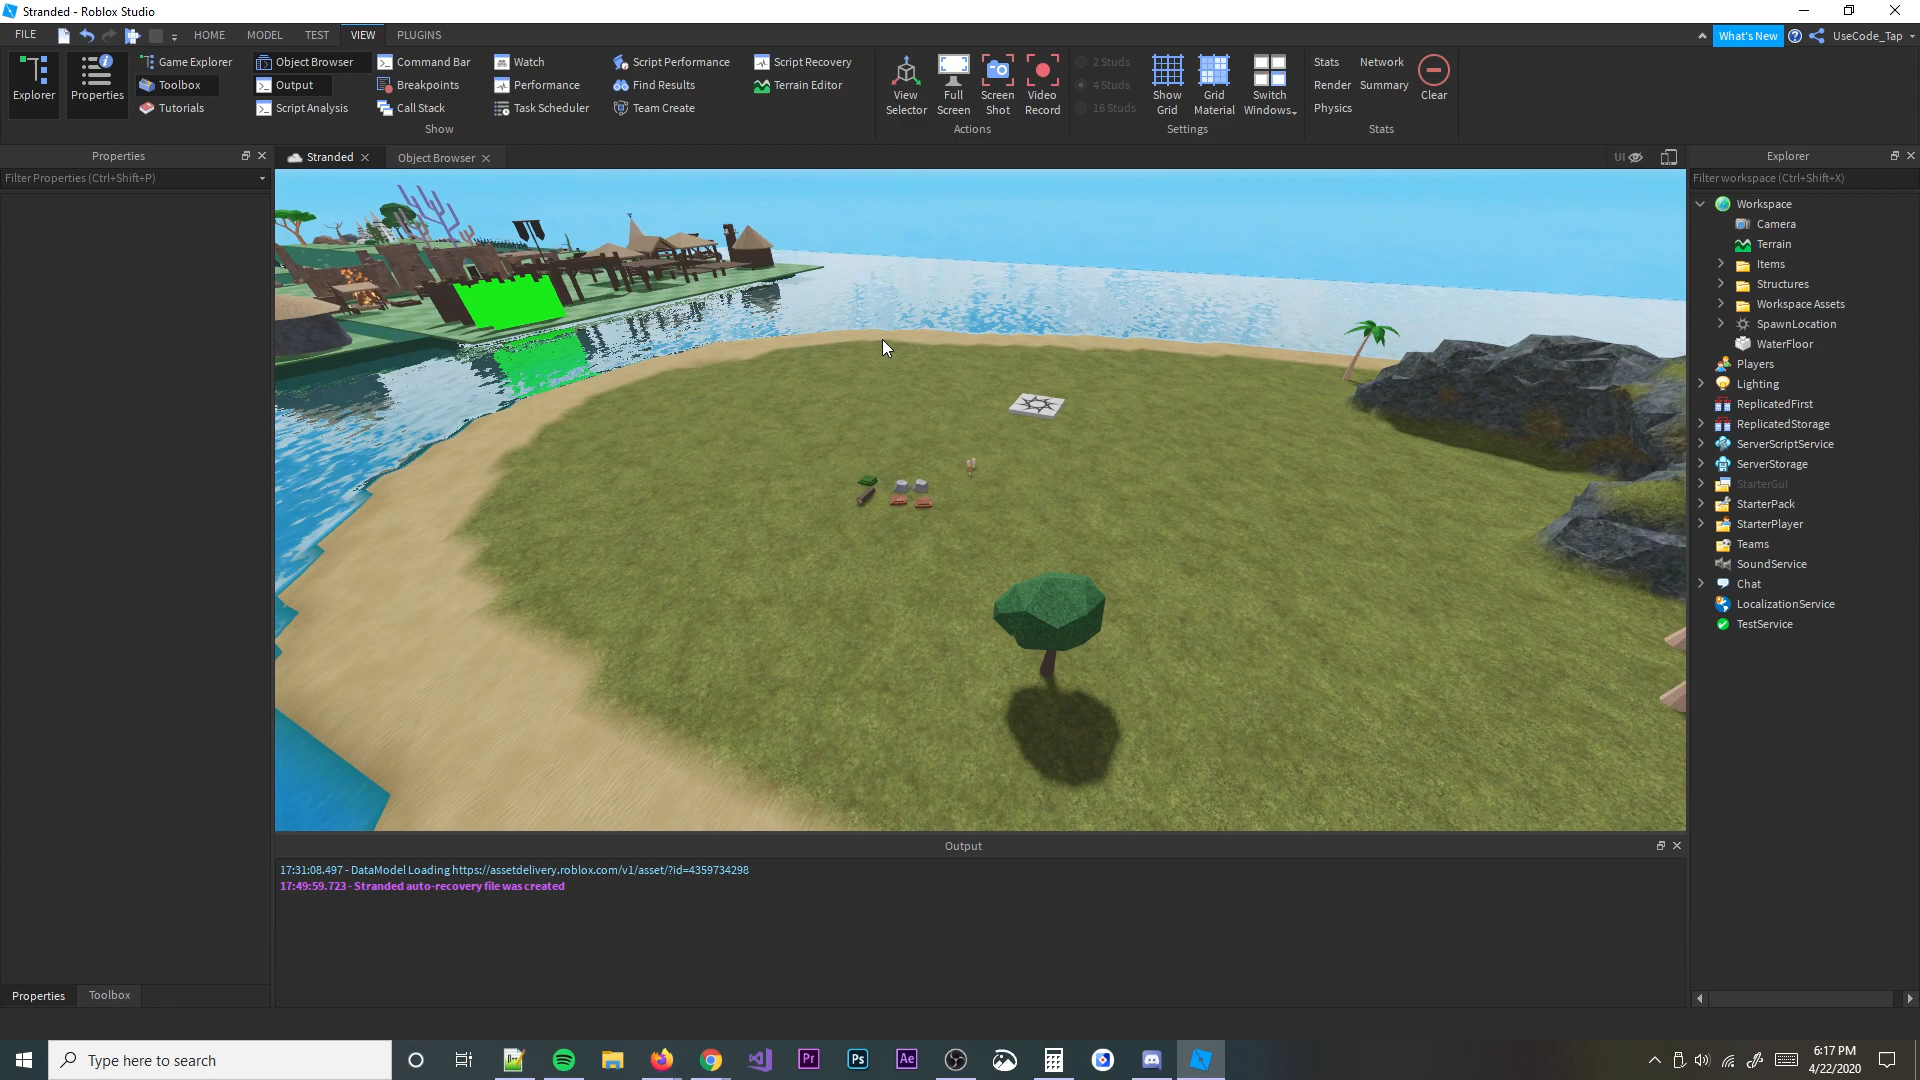 Stranded - Roblox Studio
FILE
HOME
MODEL
TEST
VIEW
PLUGINS
What's New
UseCode_Tap
Explorer
Properties
Game Explorer
Toolbox
Tutorials
Object Browser
Output
Script Analysis
Command Bar
Breakpoints
Call Stack
Watch
Performance
Task Scheduler
Script Performance
Find Results
Team Create
Script Recovery
Terrain Editor
Show
View Selector
Full Screen
Screen Shot
Video Record
Actions
2 Studs
4 Studs
16 Studs
Show Grid
Grid Material
Switch Windows
Settings
Stats
Network
Render
Summary
Physics
Clear
Stats
Properties
Filter Properties (Ctrl+Shift+P)
Stranded
Object Browser
UI
Explorer
Filter workspace (Ctrl+Shift+X)
Workspace
Camera
Terrain
Items
Structures
Workspace Assets
SpawnLocation
WaterFloor
Players
Lighting
ReplicatedFirst
ReplicatedStorage
ServerScriptService
ServerStorage
StarterGui
StarterPack
StarterPlayer
Teams
SoundService
Chat
LocalizationService
TestService
Output
17:31:08.497 - DataModel Loading https://assetdelivery.roblox.com/v1/asset/?id=4359734298
17:49:59.723 - Stranded auto-recovery file was created
Properties
Toolbox
Type here to search
Pr
Ps
Ae
6:17 PM
4/22/2020